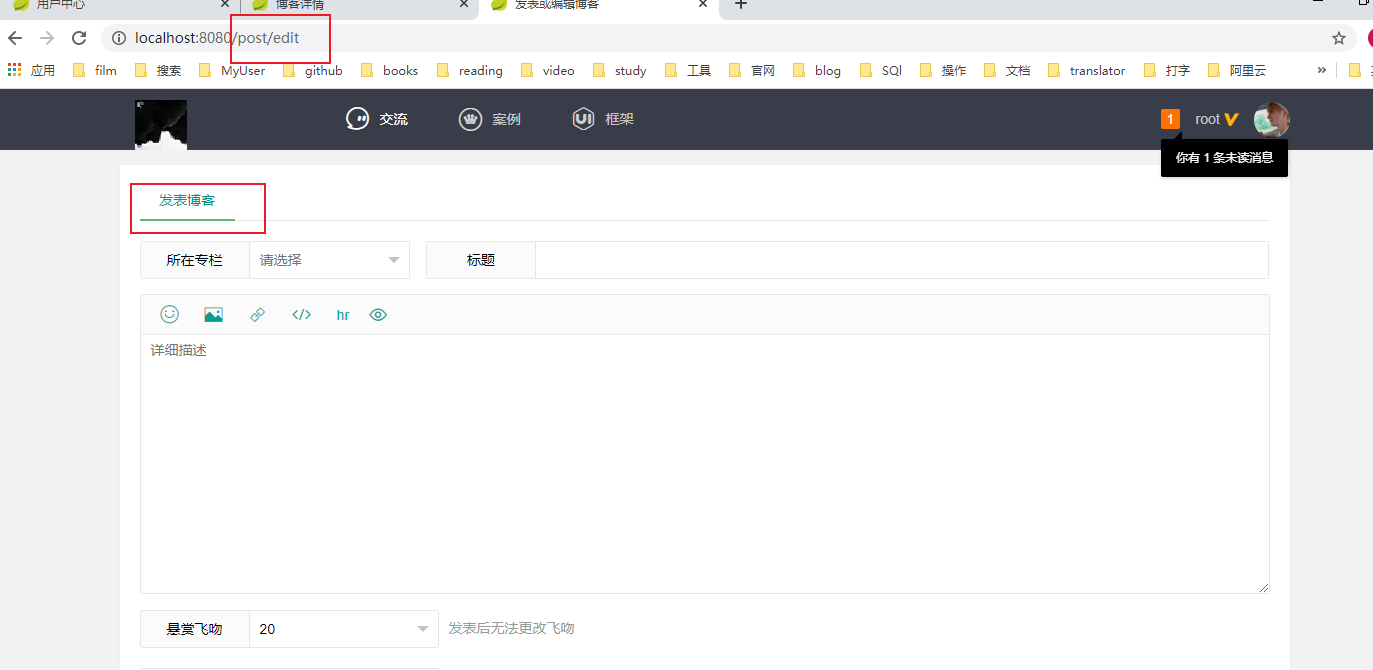 用户中心 博客详情 发表或编辑博客
localhost:8080/post/edit
应用 film 搜索 MyUser github books reading video study 工具 官网 blog SQl 操作 文档 translator 打字 阿里云 »
交流 案例 UI 框架 1 root
你有 1 条未读消息
发表博客
所在专栏 请选择 标题
</> hr
详细描述
悬赏飞吻 20 发表后无法更改飞吻